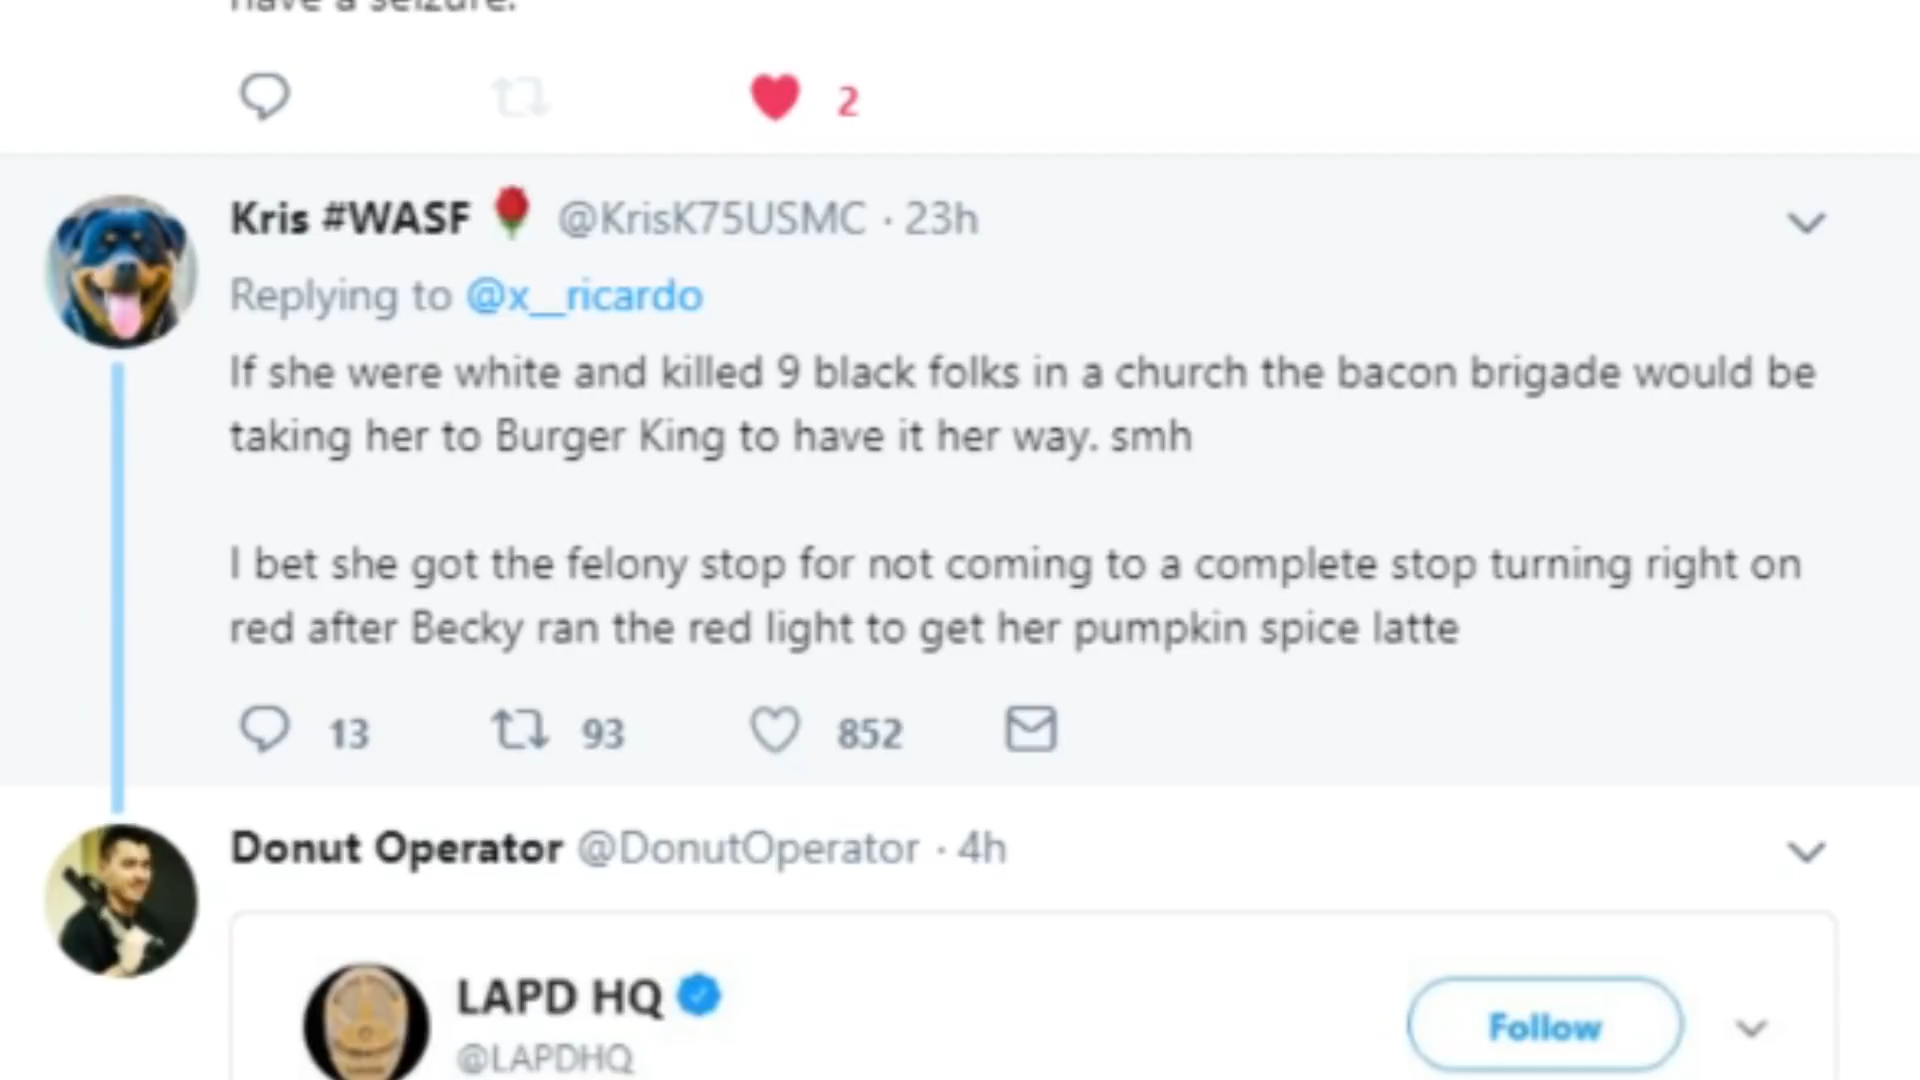 have a seizure.
2
Kris #WASF 🌹 @KrisK75USMC · 23h
Replying to @x__ricardo
If she were white and killed 9 black folks in a church the bacon brigade would be
taking her to Burger King to have it her way. smh
I bet she got the felony stop for not coming to a complete stop turning right on
red after Becky ran the red light to get her pumpkin spice latte
13 93 852
Donut Operator @DonutOperator · 4h
LAPD HQ
Follow
@LAPDHQ